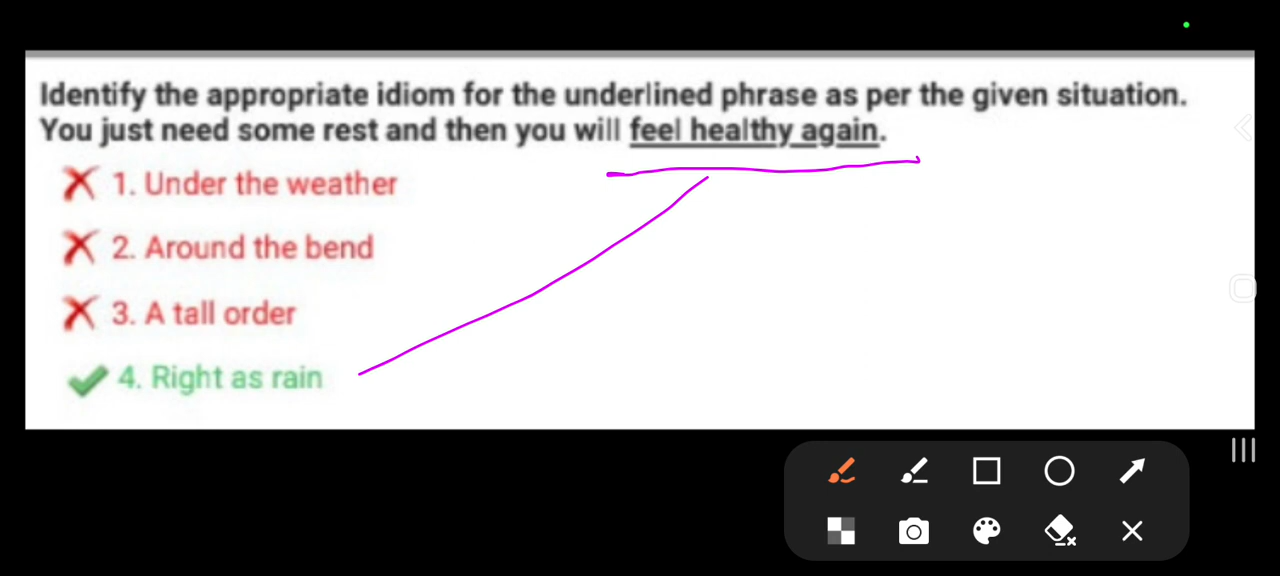 Identify the appropriate idiom for the underlined phrase as per the given situation.
You just need some rest and then you will feel healthy again.
1. Under the weather
2. Around the bend
3. A tall order
4. Right as rain